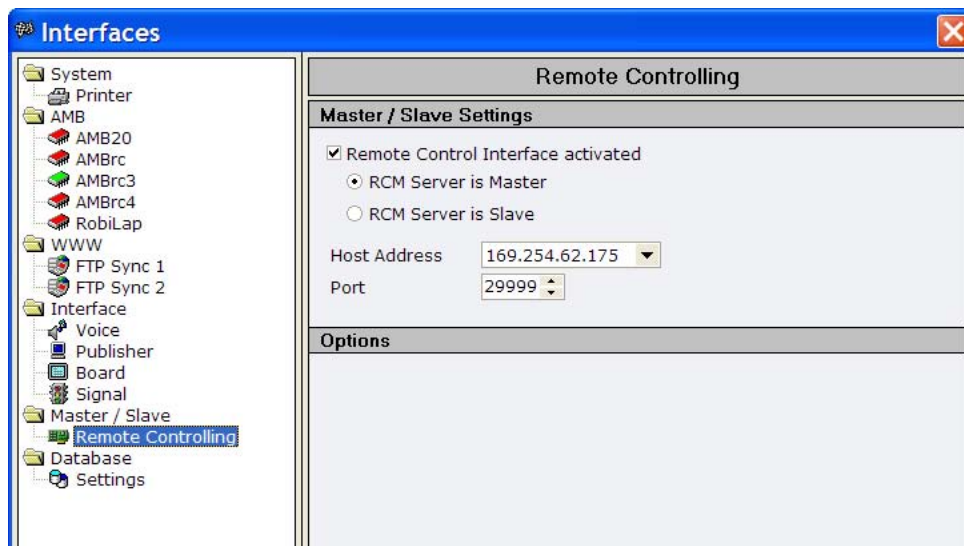 Interfaces
System
Printer
AMB
AMB20
AMBrc
AMBrc3
AMBrc4
RobiLap
WWW
FTP Sync 1
FTP Sync 2
Interface
Voice
Publisher
Board
Signal
Master / Slave
Remote Controlling
Database
Settings
Remote Controlling
Master / Slave Settings
Remote Control Interface activated
RCM Server is Master
RCM Server is Slave
Host Address 169.254.62.175
Port 29999
Options